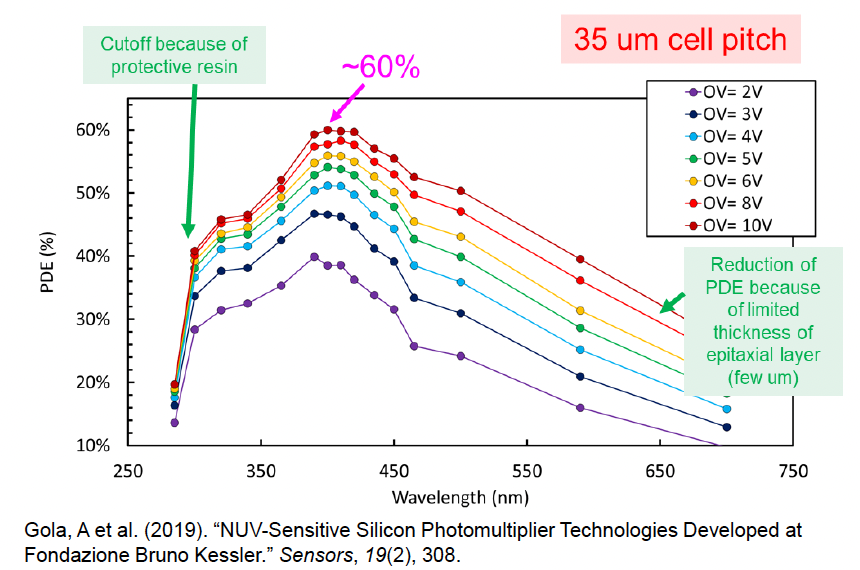 Cutoff because of
protective resin
~60%
35 um cell pitch
OV= 2V
OV= 3V
OV= 4V
OV= 5V
OV= 6V
OV= 8V
OV= 10V
60%
50%
40%
30%
20%
10%
PDE (%)
Reduction of
PDE because
of limited
thickness of
epitaxial layer
(few um)
250
350
450
550
650
750
Wavelength (nm)
Gola, A et al. (2019). “NUV-Sensitive Silicon Photomultiplier Technologies Developed at
Fondazione Bruno Kessler.” Sensors, 19(2), 308.